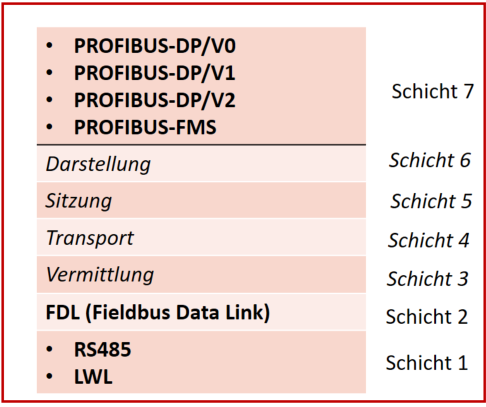 • PROFIBUS-DP/V0
• PROFIBUS-DP/V1
• PROFIBUS-DP/V2
• PROFIBUS-FMS
Schicht 7
Darstellung Schicht 6
Sitzung Schicht 5
Transport Schicht 4
Vermittlung Schicht 3
FDL (Fieldbus Data Link) Schicht 2
• RS485
• LWL
Schicht 1